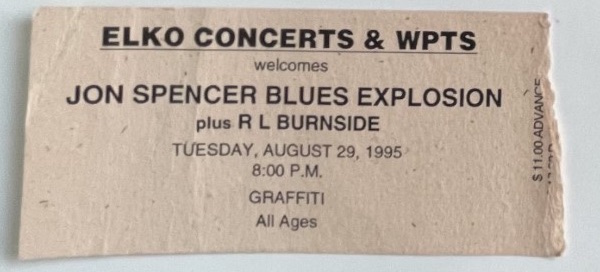 ELKO CONCERTS & WPTS
welcomes
JON SPENCER BLUES EXPLOSION
plus R L BURNSIDE
TUESDAY, AUGUST 29, 1995
8:00 P.M.
GRAFFITI
All Ages
$11.00 ADVANCE